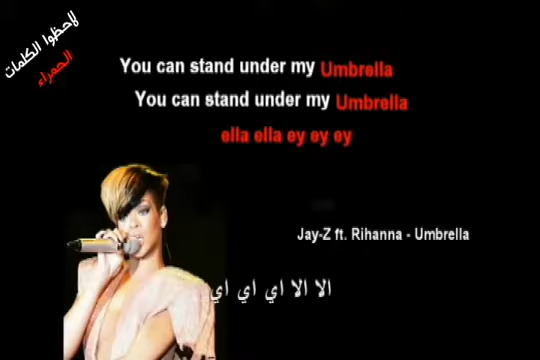 لاحظوا الكلمات
الحمراء
You can stand under my Umbrella
You can stand under my Umbrella
ella ella ey ey ey
Jay-Z ft. Rihanna - Umbrella
الا الا اي اي اي